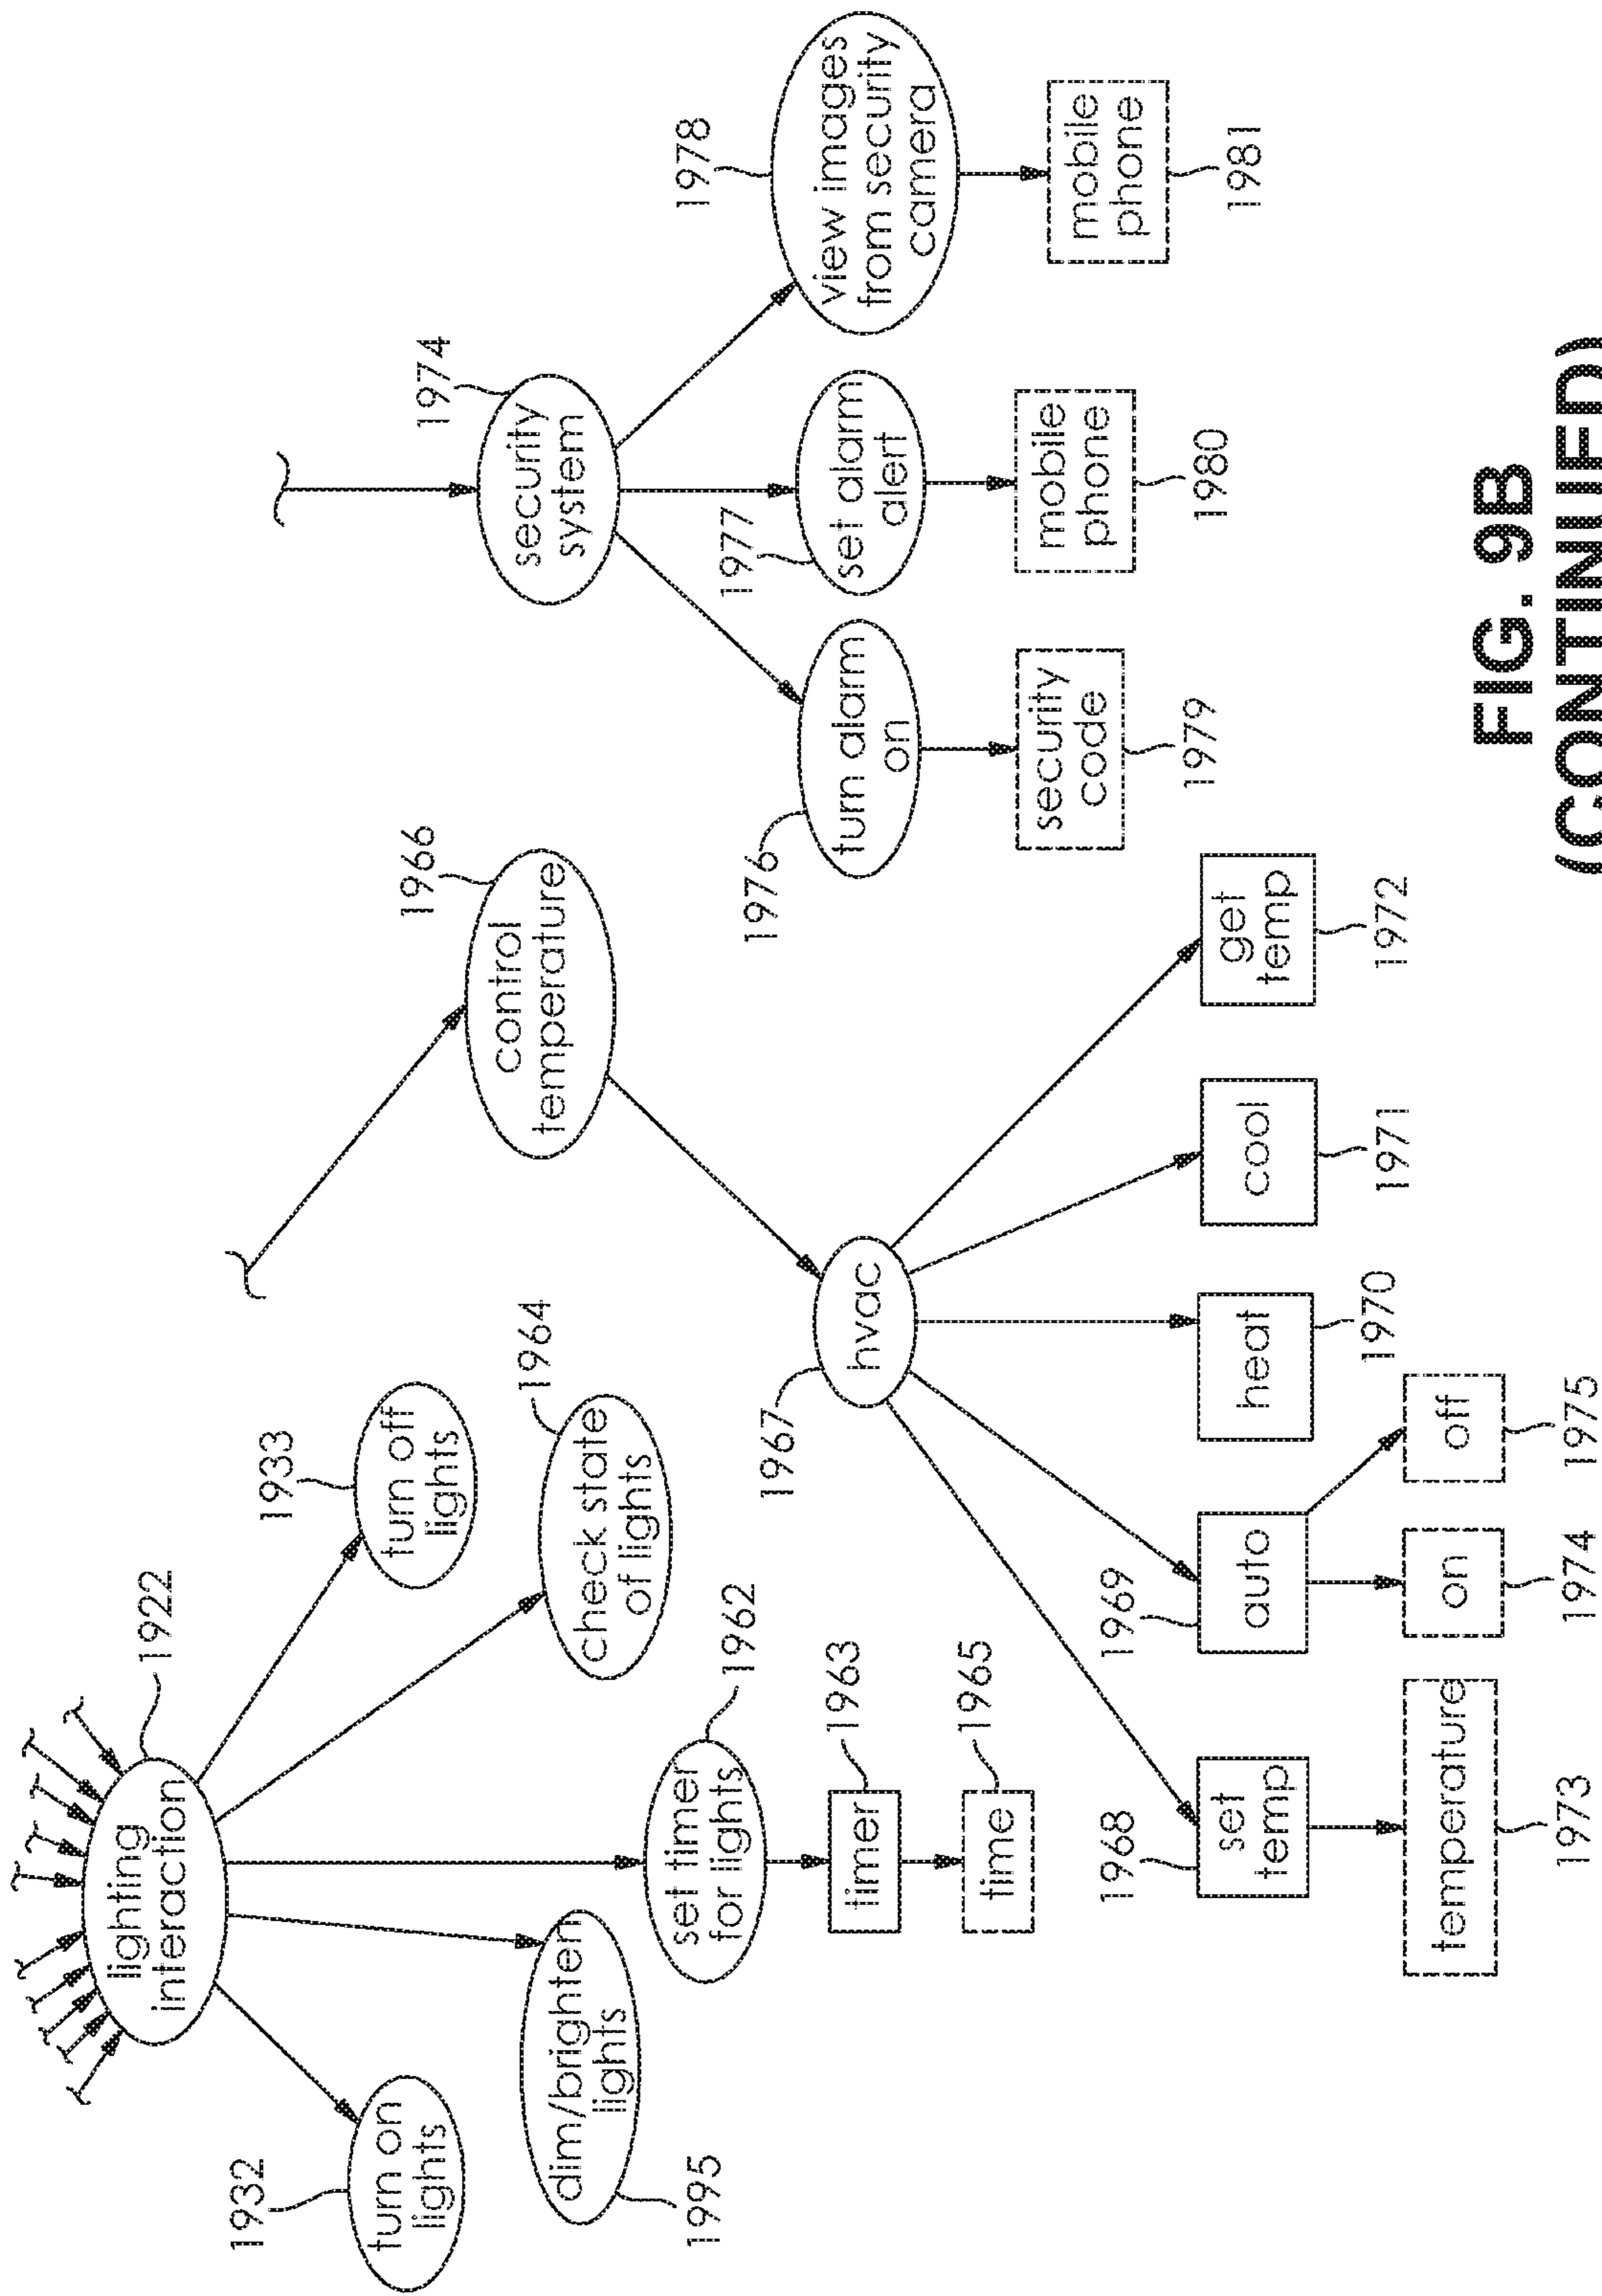 1922
lighting
interaction
1932
turn on
lights
1933
turn off
lights
1995
dim/brighten
lights
1964
check state
of lights
set timer
for lights
1962
timer
1963
time
1965
1966
control
temperature
1967
hvac
1968
set
temp
1969
auto
heat
1970
cool
1971
get
temp
1972
temperature
1973
on
1974
off
1975
1974
security
system
1976
turn alarm
on
1977
set alarm
alert
1978
view images
from security
camera
security
code
1979
mobile
phone
1980
mobile
phone
1981
FIG. 9B
(CONTINUED)